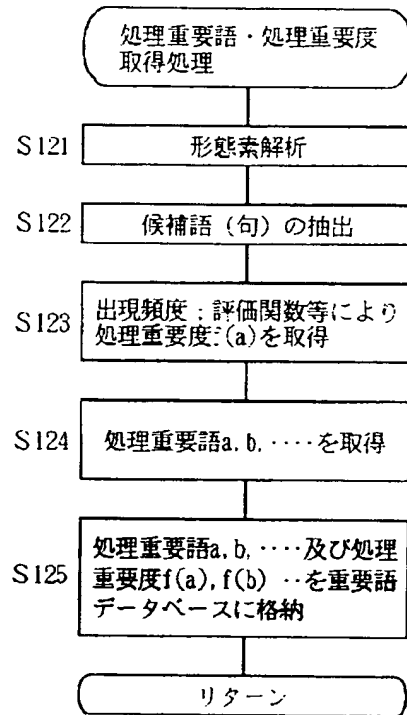 処理重要語・処理重要度
取得処理
S121
形態素解析
S122
候補語(句)の抽出
S123
出現頻度:評価関数等により
処理重要度f(a)を取得
S124
処理重要語a, b, ‥‥を取得
S125
処理重要語a, b, ‥‥及び処理
重要度f(a), f(b) ‥を重要語
データベースに格納
リターン